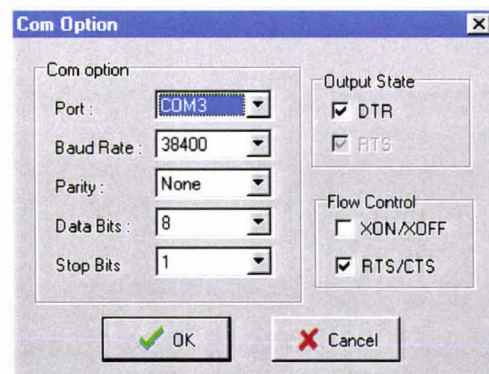 Com Option
Com option
Port : COM3
Baud Rate : 38400
Parity : None
Data Bits : 8
Stop Bits 1
Output State
DTR
RTS
Flow Control
XON/XOFF
RTS/CTS
OK
Cancel